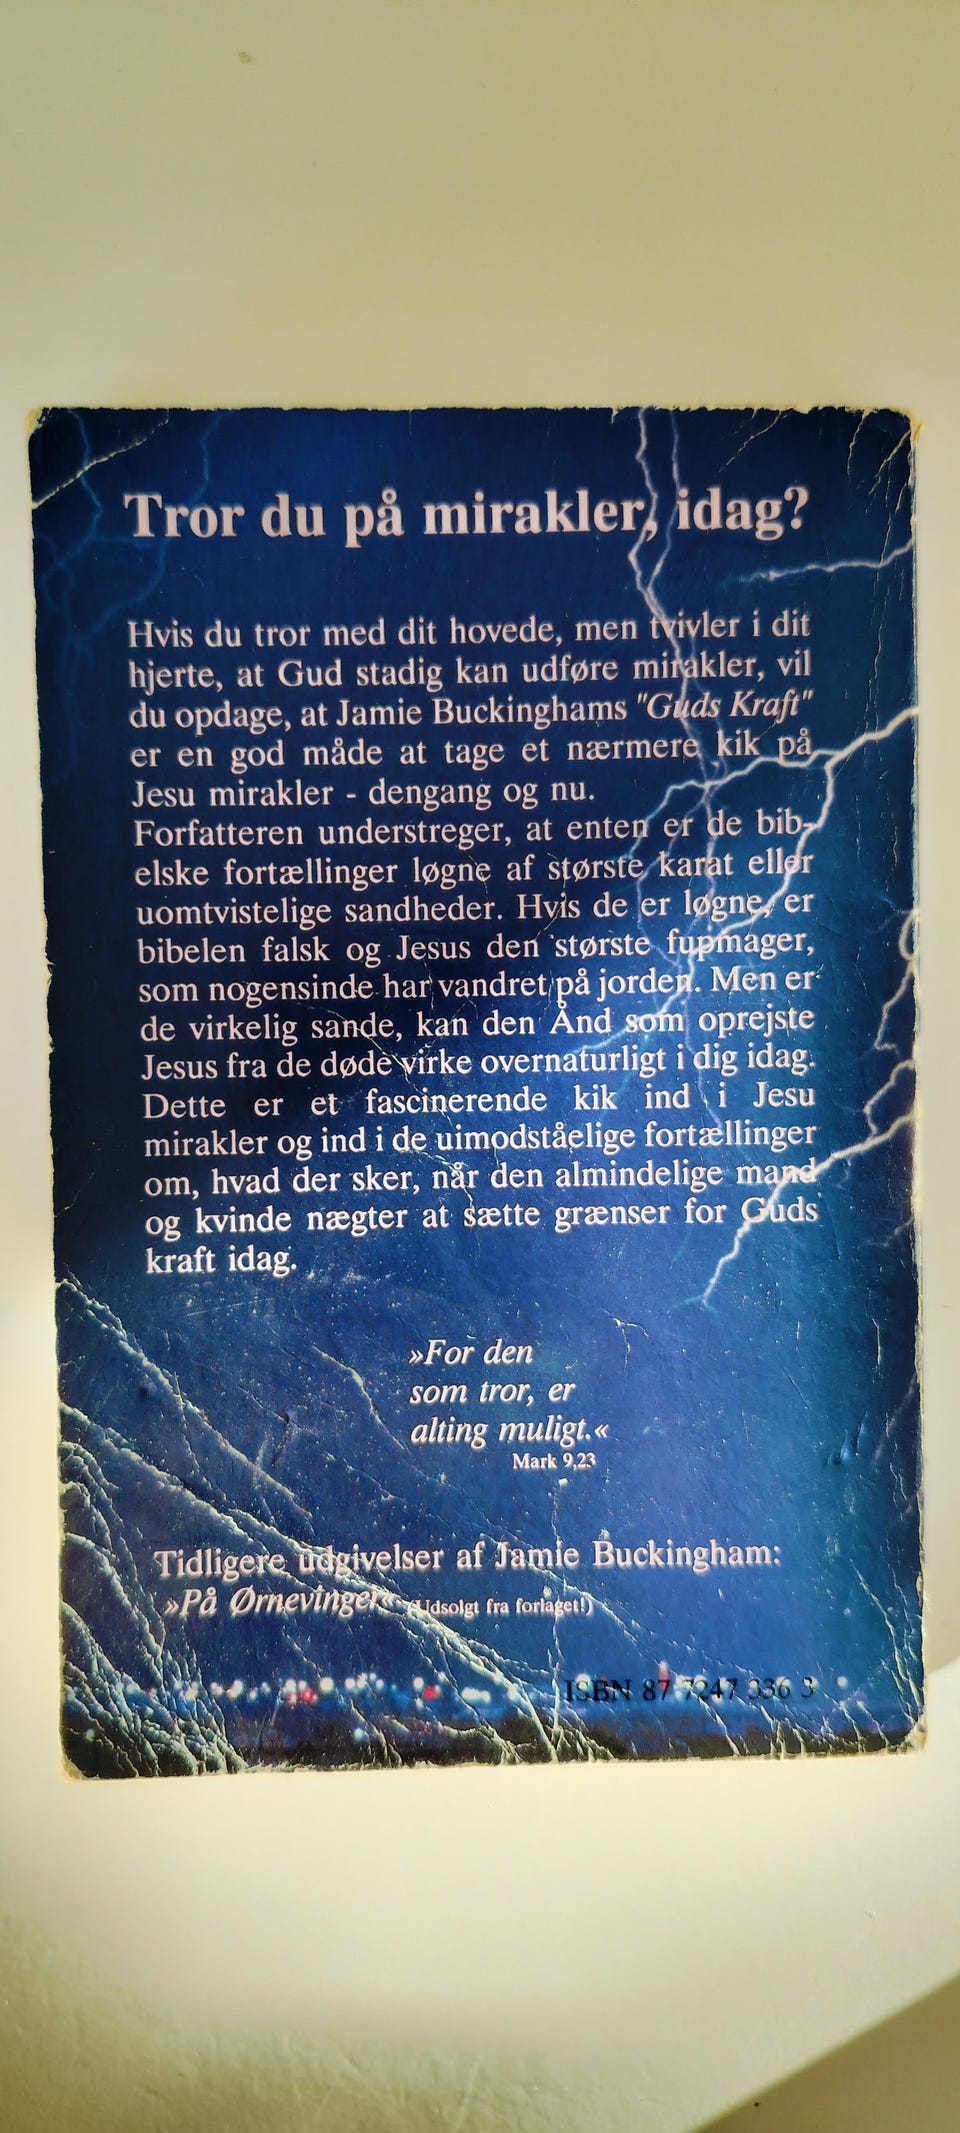 Tror du på mirakler, idag?
Hvis du tror med dit hovede, men tvivler i dit
hjerte, at Gud stadig kan udføre mirakler, vil
du opdage, at Jamie Buckinghams "Guds Kraft"
er en god måde at tage et nærmere kik på
Jesu mirakler - dengang og nu.
Forfatteren understreger, at enten er de bib-
elske fortællinger løgne af største karat eller
uomtvistelige sandheder. Hvis de er løgne, er
bibelen falsk og Jesus den største fupmager,
som nogensinde har vandret på jorden. Men er
de virkelig sande, kan den Ånd som oprejste
Jesus fra de døde virke overnaturligt i dig idag.
Dette er et fascinerende kik ind i Jesu
mirakler og ind i de uimodståelige fortællinger
om, hvad der sker, når den almindelige mand
og kvinde nægter at sætte grænser for Guds
kraft idag.
»For den
som tror, er
alting muligt.«
Mark 9,23
Tidligere udgivelser af Jamie Buckingham:
»På Ørnevinger« (Udsolgt fra forlaget!)
ISBN 87 7247 336 3